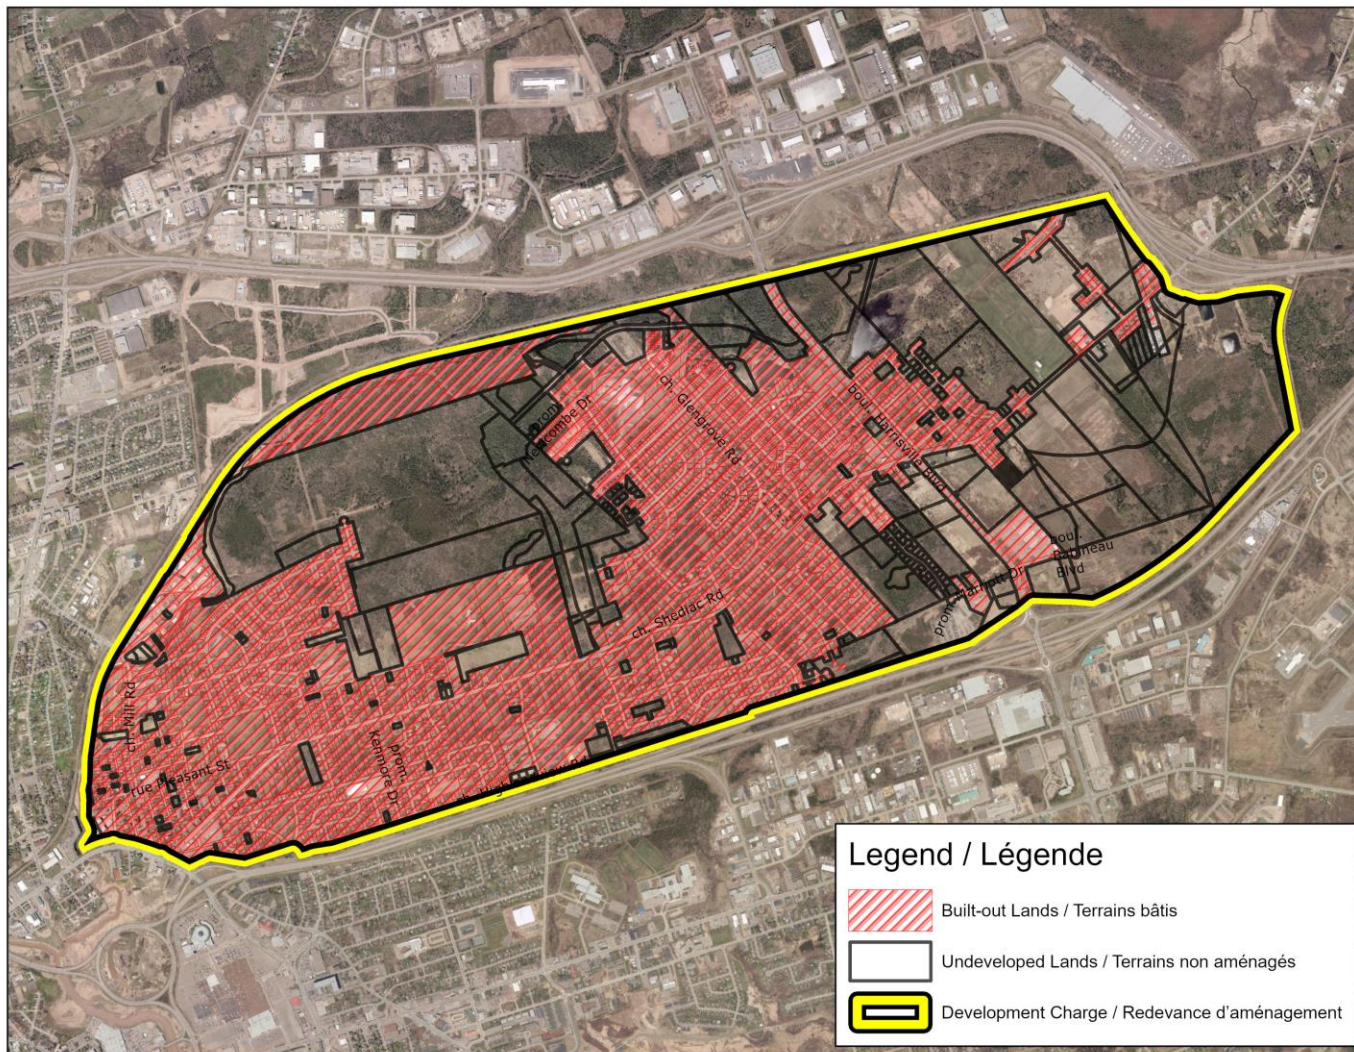 prom.
ch. Glengrove Rd
boul. Harrisville Blvd
boul.
Blvd
prom. Marriott Dr
ch. Shediac Rd
ch. Mill Rd
rue Pleasant St
prom.
Kenmore Dr
Legend / Légende
Built-out Lands / Terrains bâtis
Undeveloped Lands / Terrains non aménagés
Development Charge / Redevance d'aménagement